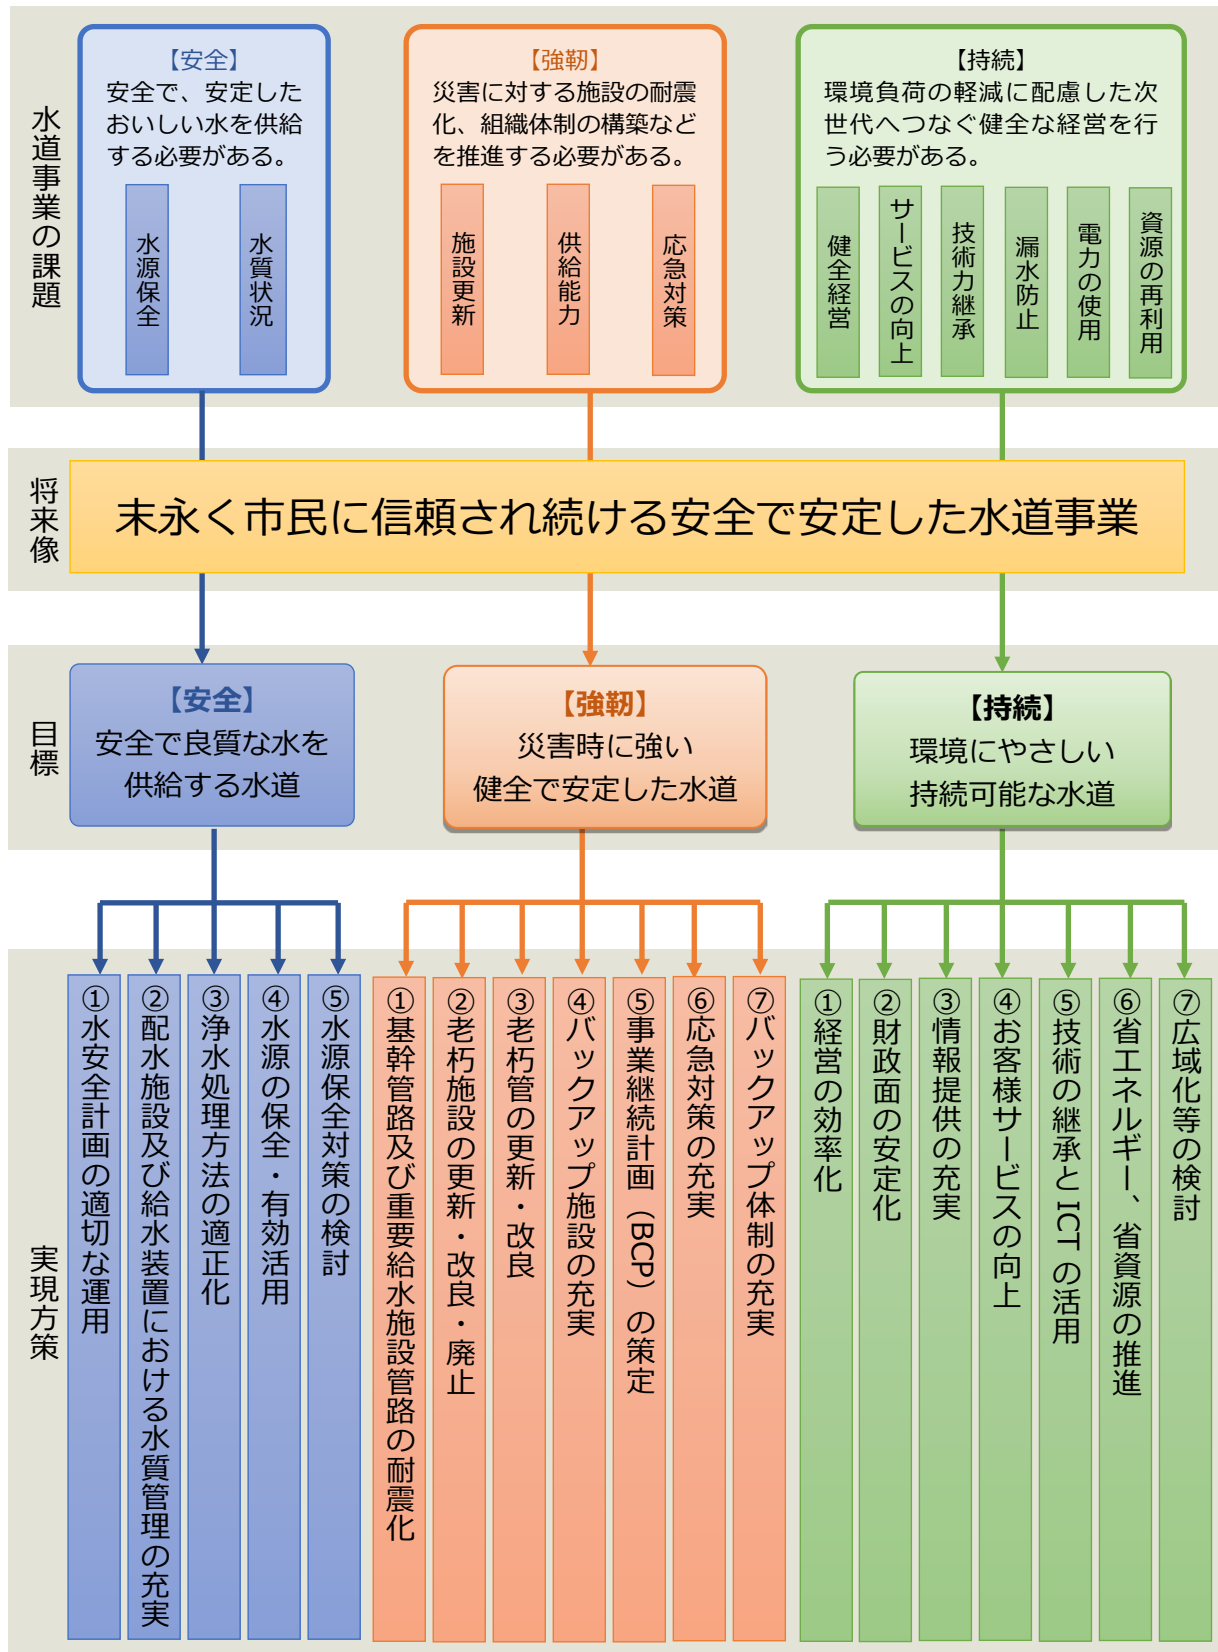 水道事業の課題
【安全】
安全で、安定した
おいしい水を供給
する必要がある。
水源保全
水質状況
【強靭】
災害に対する施設の耐震
化、組織体制の構築など
を推進する必要がある。
施設更新
供給能力
応急対策
【持続】
環境負荷の軽減に配慮した次
世代へつなぐ健全な経営を行
う必要がある。
健全経営
サービスの向上
技術力継承
漏水防止
電力の使用
資源の再利用
将来像
末永く市民に信頼され続ける安全で安定した水道事業
目標
【安全】
安全で良質な水を
供給する水道
【強靭】
災害時に強い
健全で安定した水道
【持続】
環境にやさしい
持続可能な水道
実現方策
①水安全計画の適切な運用
②配水施設及び給水装置における水質管理の充実
③浄水処理方法の適正化
④水源の保全・有効活用
⑤水源保全対策の検討
①基幹管路及び重要給水施設管路の耐震化
②老朽施設の更新・改良・廃止
③老朽管の更新・改良
④バックアップ施設の充実
⑤事業継続計画（BCP）の策定
⑥応急対策の充実
⑦バックアップ体制の充実
①経営の効率化
②財政面の安定化
③情報提供の充実
④お客様サービスの向上
⑤技術の継承とICTの活用
⑥省エネルギー、省資源の推進
⑦広域化等の検討